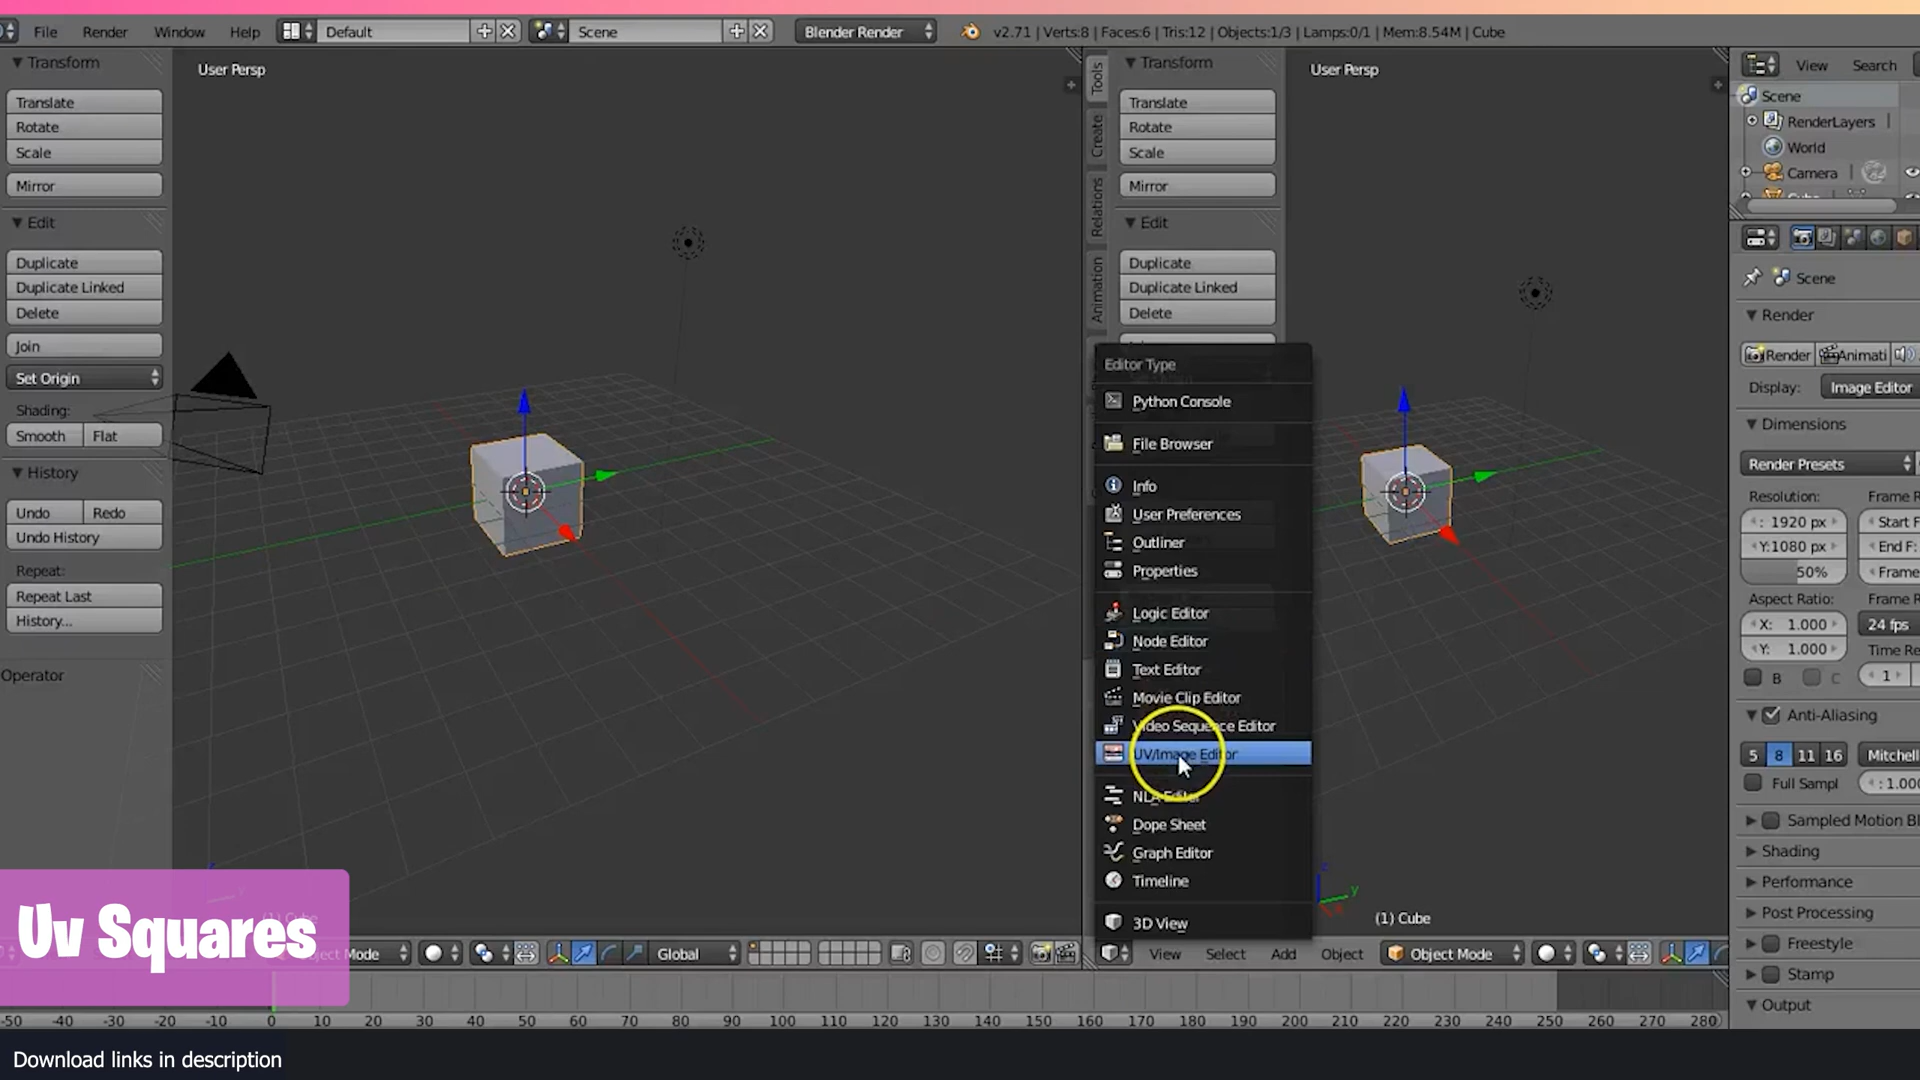 File Render Window Help Default Scene Blender Render v2.71 | Verts:8 | Faces:6 | Tris:12 | Objects:1/3 | Lamps:0/1 | Mem:8.54M | Cube
Transform
Translate
Rotate
Scale
Mirror
Edit
Duplicate
Duplicate Linked
Delete
Join
Set Origin
Shading:
Smooth Flat
History
Undo Redo
Undo History
Repeat:
Repeat Last
History...
Operator
User Persp
Tools
Create
Relations
Animation
Transform
Translate
Rotate
Scale
Mirror
Edit
Duplicate
Duplicate Linked
Delete
User Persp
Editor Type
Python Console
File Browser
Info
User Preferences
Outliner
Properties
Logic Editor
Node Editor
Text Editor
Movie Clip Editor
Video Sequence Editor
UV/Image Editor
NLA Editor
Dope Sheet
Graph Editor
Timeline
3D View
y
(1) Cube
View Search
Scene
RenderLayers
World
Camera
Scene
Render
Render Animati
Display: Image Editor
Dimensions
Render Presets
Resolution: Frame R
: 1920 px Start F
Y:1080 px End F:
50% Frame
Aspect Ratio: Frame R
X: 1.000 24 fps
Y: 1.000 Time Re
B C 1
Anti-Aliasing
5 8 11 16 Mitchell
Full Sampl : 1.000
Sampled Motion Bl
Shading
Performance
Post Processing
Freestyle
Stamp
Output
Uv Squares
ject Mode Global
View Select Add Object Object Mode
-50 -40 -30 -20 -10 0 10 20 30 40 50 60 70 80 90 100 110 120 130 140 150 160 170 180 190 200 210 220 230 240 250 260 270 280
Download links in description